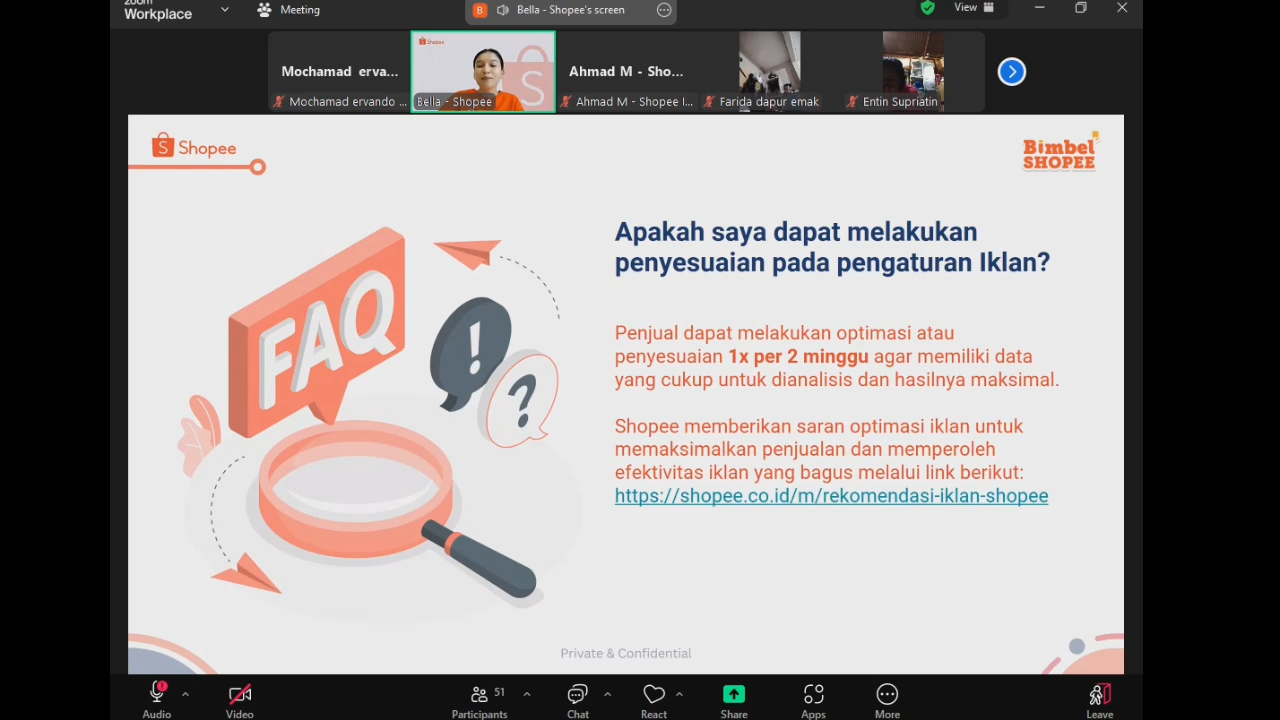 zoom
Workplace
Meeting
B
Bella - Shopee's screen
View
Mochamad erva...
Mochamad ervando ...
Shopee
Bella - Shopee
Ahmad M - Sho...
Ahmad M - Shopee I...
Farida dapur emak
Entin Supriatin
Shopee
Bimbel
SHOPEE
FAQ
!
?
Apakah saya dapat melakukan
penyesuaian pada pengaturan Iklan?
Penjual dapat melakukan optimasi atau
penyesuaian 1x per 2 minggu agar memiliki data
yang cukup untuk dianalisis dan hasilnya maksimal.
Shopee memberikan saran optimasi iklan untuk
memaksimalkan penjualan dan memperoleh
efektivitas iklan yang bagus melalui link berikut:
https://shopee.co.id/m/rekomendasi-iklan-shopee
Private & Confidential
Audio
Video
51
Participants
Chat
React
Share
Apps
More
Leave